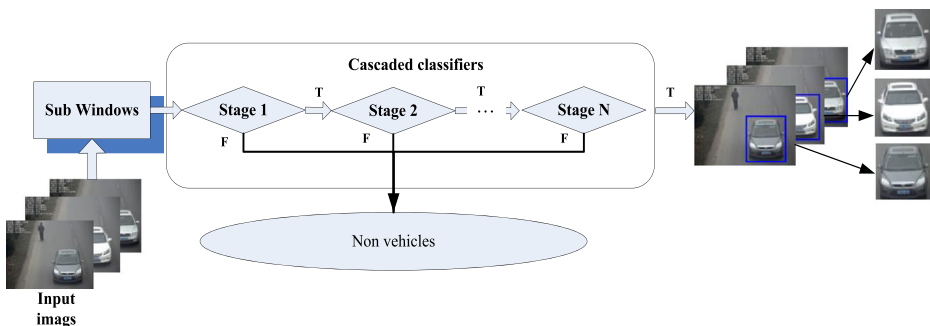 Cascaded classifiers
Sub Windows
T
Stage 1
T
Stage 2
T
...
Stage N
T
F
F
F
Non vehicles
Input
imags